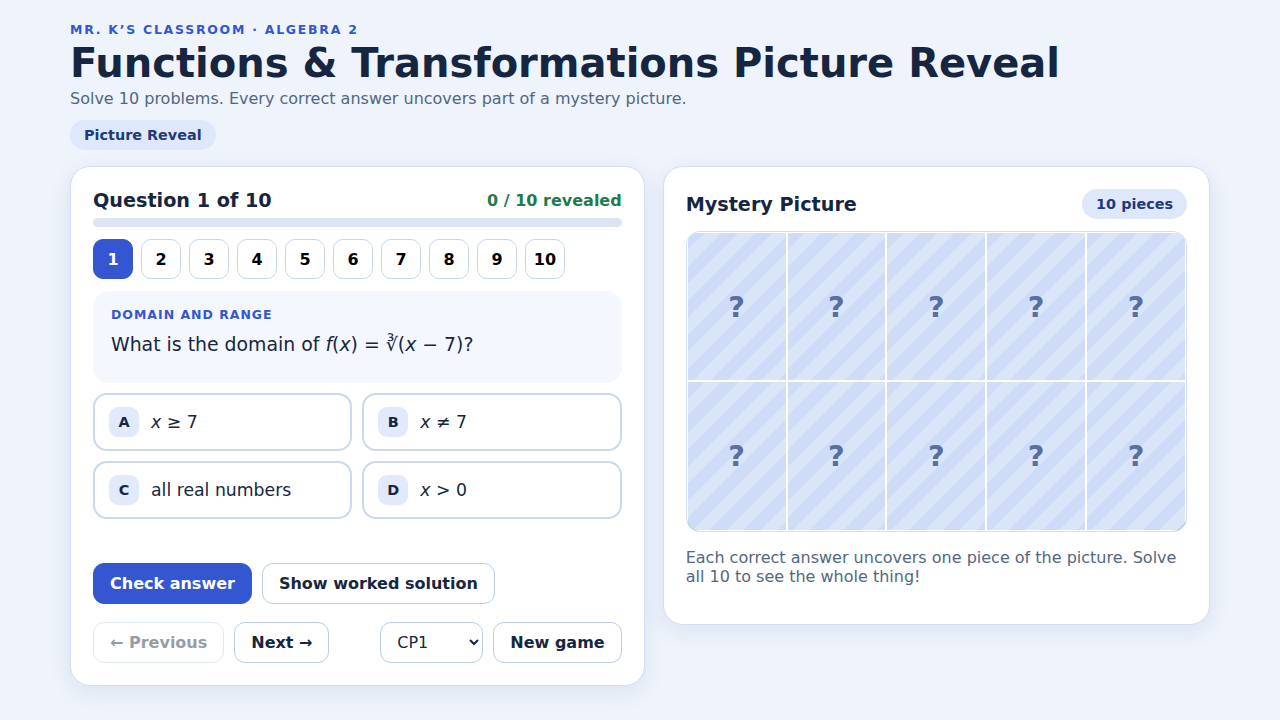 MR. K’S CLASSROOM · ALGEBRA 2
Functions & Transformations Picture Reveal
Solve 10 problems. Every correct answer uncovers part of a mystery picture.
Picture Reveal
Question 1 of 10
0 / 10 revealed
1 2 3 4 5 6 7 8 9 10
DOMAIN AND RANGE
What is the domain of f(x) = ∛(x − 7)?
A x ≥ 7
B x ≠ 7
C all real numbers
D x > 0
Check answer
Show worked solution
← Previous
Next →
CP1
New game
Mystery Picture
10 pieces
? ? ? ? ?
? ? ? ? ?
Each correct answer uncovers one piece of the picture. Solve
all 10 to see the whole thing!